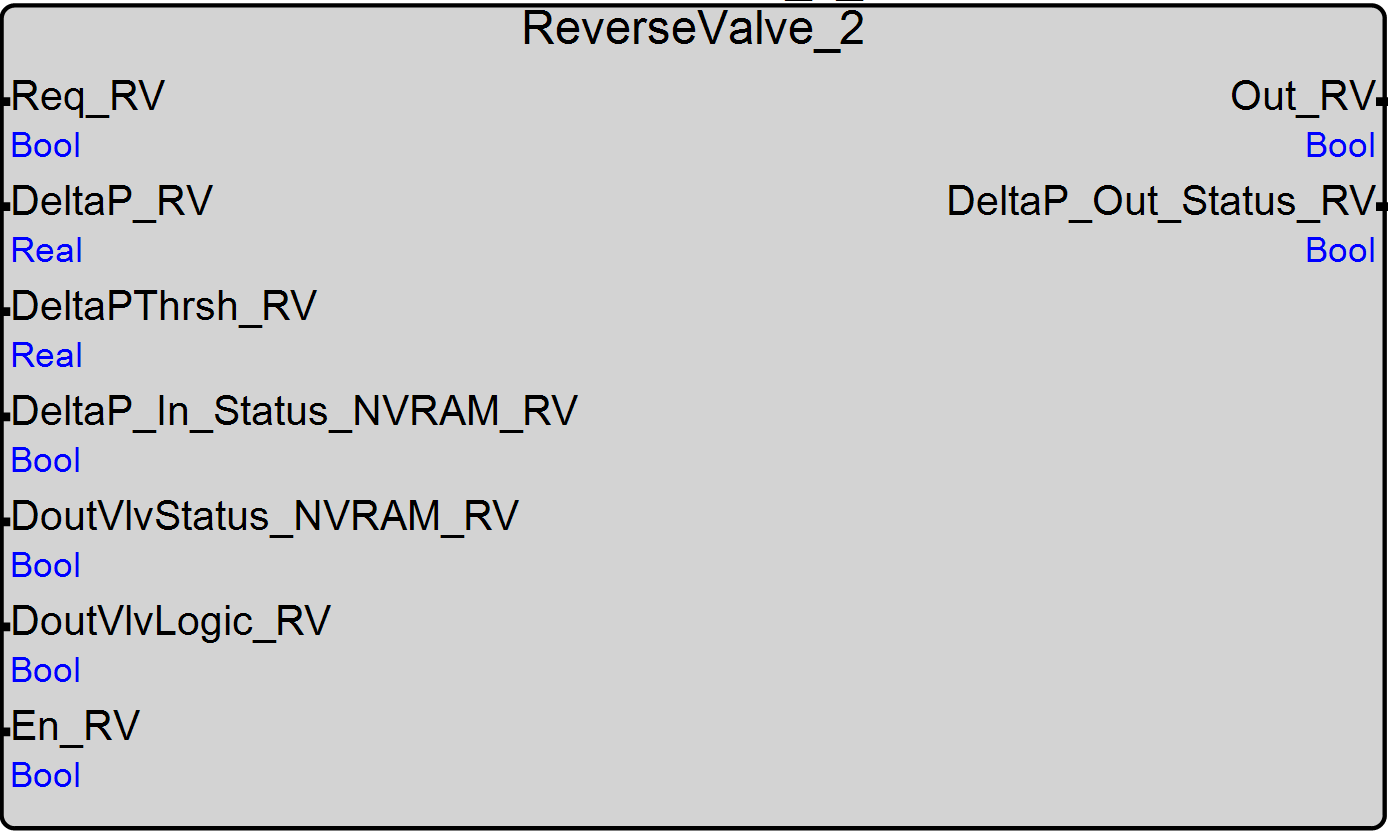 ReverseValve_2
Req_RV
Bool
DeltaP_RV
Real
DeltaPThrsh_RV
Real
DeltaP_In_Status_NVRAM_RV
Bool
DoutVlvStatus_NVRAM_RV
Bool
DoutVlvLogic_RV
Bool
En_RV
Bool
Out_RV
Bool
DeltaP_Out_Status_RV
Bool